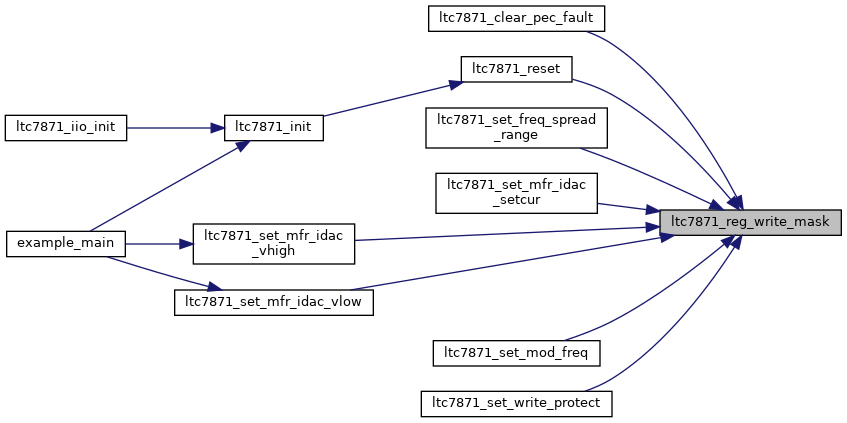 ltc7871_clear_pec_fault
ltc7871_reset
ltc7871_iio_init
ltc7871_init
ltc7871_set_freq_spread
_range
ltc7871_set_mfr_idac
_setcur
ltc7871_reg_write_mask
example_main
ltc7871_set_mfr_idac
_vhigh
ltc7871_set_mfr_idac_vlow
ltc7871_set_mod_freq
ltc7871_set_write_protect